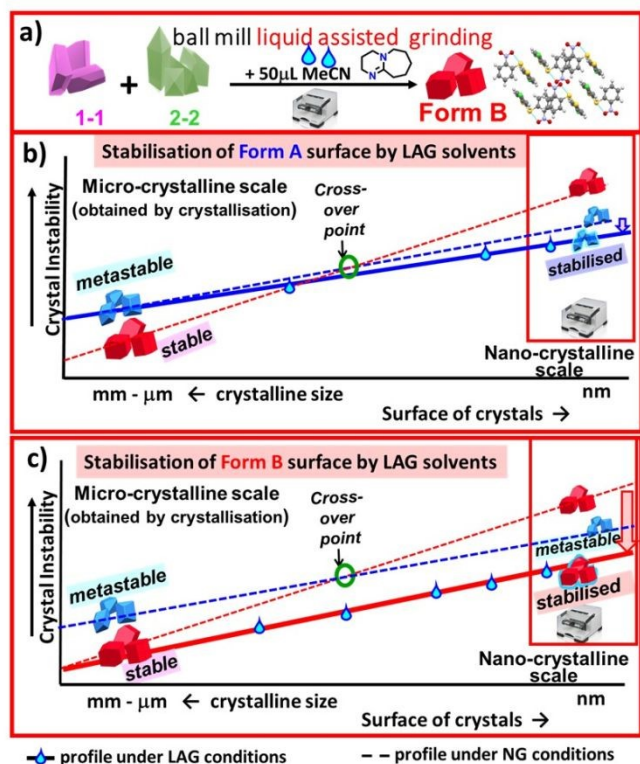 a)
ball mill liquid assisted grinding
+ 50μL MeCN
N
N
+
1-1
2-2
Form B
b)
Stabilisation of Form A surface by LAG solvents
Micro-crystalline scale
(obtained by crystallisation)
Cross-
over
point
Crystal Instability
metastable
stable
stabilised
Nano-crystalline
scale
mm - μm ← crystalline size
nm
Surface of crystals →
c)
Stabilisation of Form B surface by LAG solvents
Micro-crystalline scale
(obtained by crystallisation)
Cross-
over
point
Crystal Instability
metastable
stable
metastable
stabilised
Nano-crystalline
scale
mm - μm ← crystalline size
nm
Surface of crystals →
profile under LAG conditions
profile under NG conditions